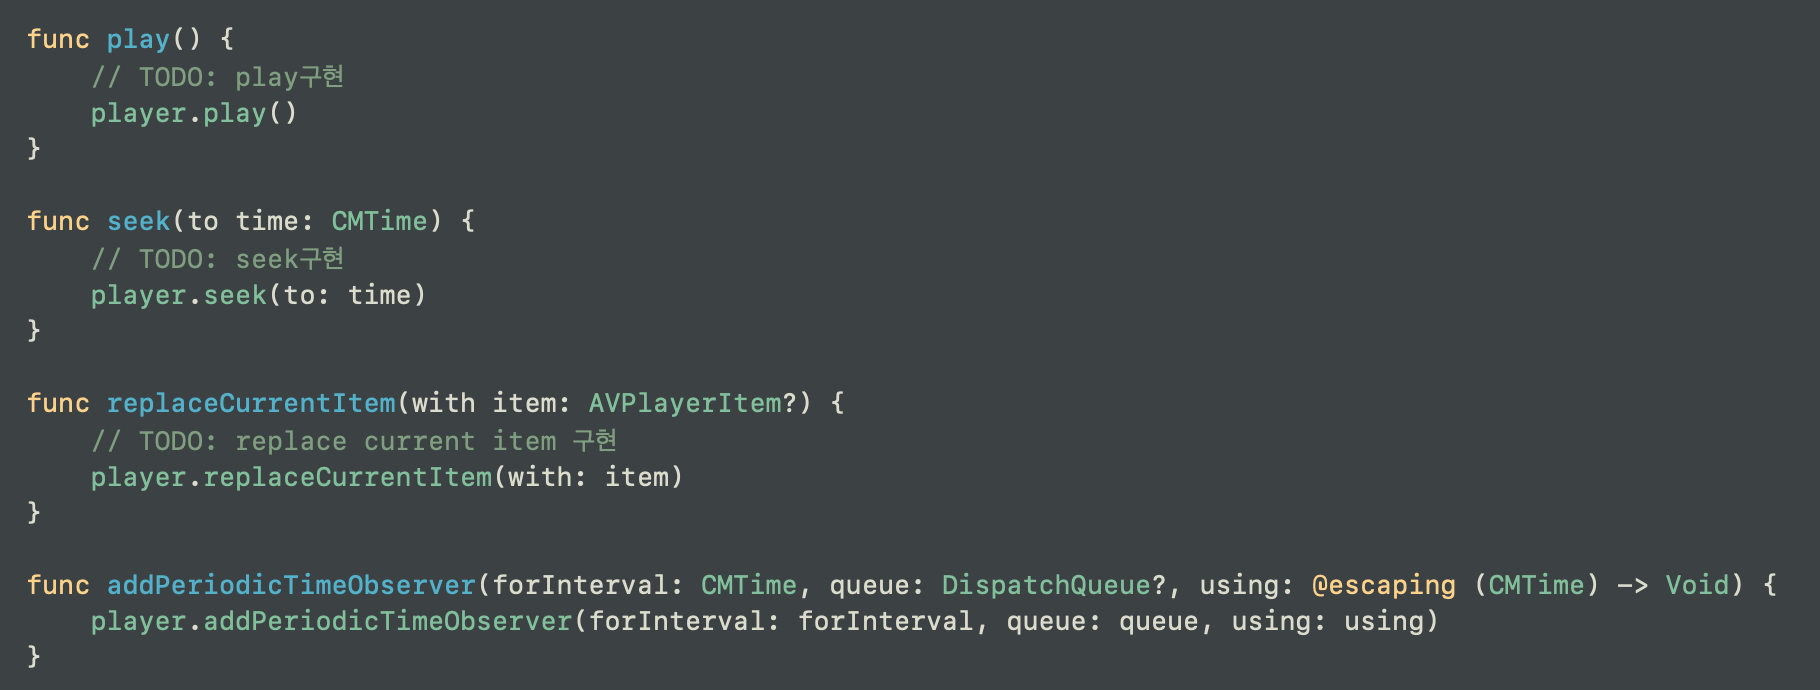 func play() {
    // TODO: play구현
    player.play()
}

func seek(to time: CMTime) {
    // TODO: seek구현
    player.seek(to: time)
}

func replaceCurrentItem(with item: AVPlayerItem?) {
    // TODO: replace current item 구현
    player.replaceCurrentItem(with: item)
}

func addPeriodicTimeObserver(forInterval: CMTime, queue: DispatchQueue?, using: @escaping (CMTime) -> Void) {
    player.addPeriodicTimeObserver(forInterval: forInterval, queue: queue, using: using)
}